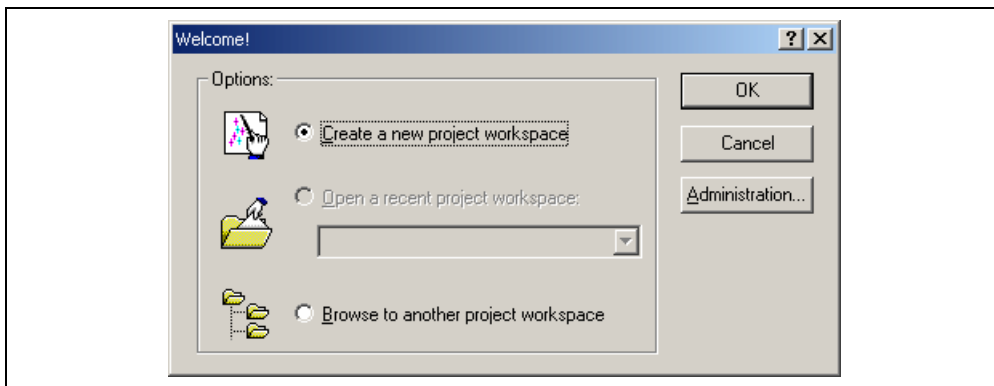 Welcome!
Options:
Create a new project workspace
Open a recent project workspace:
Browse to another project workspace
OK
Cancel
Administration...